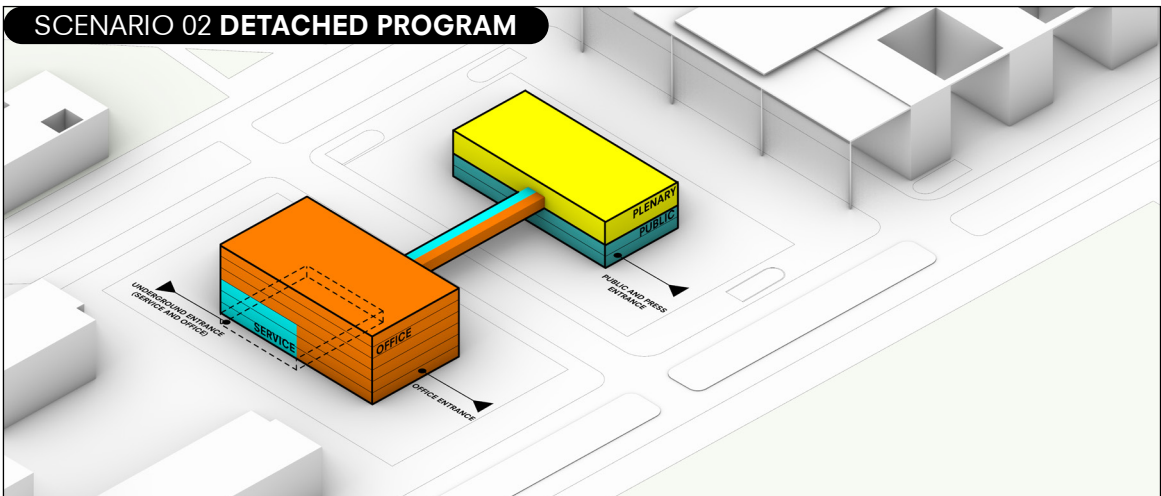 SCENARIO 02 DETACHED PROGRAM
PLENARY
PUBLIC
PUBLIC AND PRESS
ENTRANCE
UNDERGROUND ENTRANCE
(SERVICE AND OFFICE)
SERVICE
OFFICE
OFFICE ENTRANCE